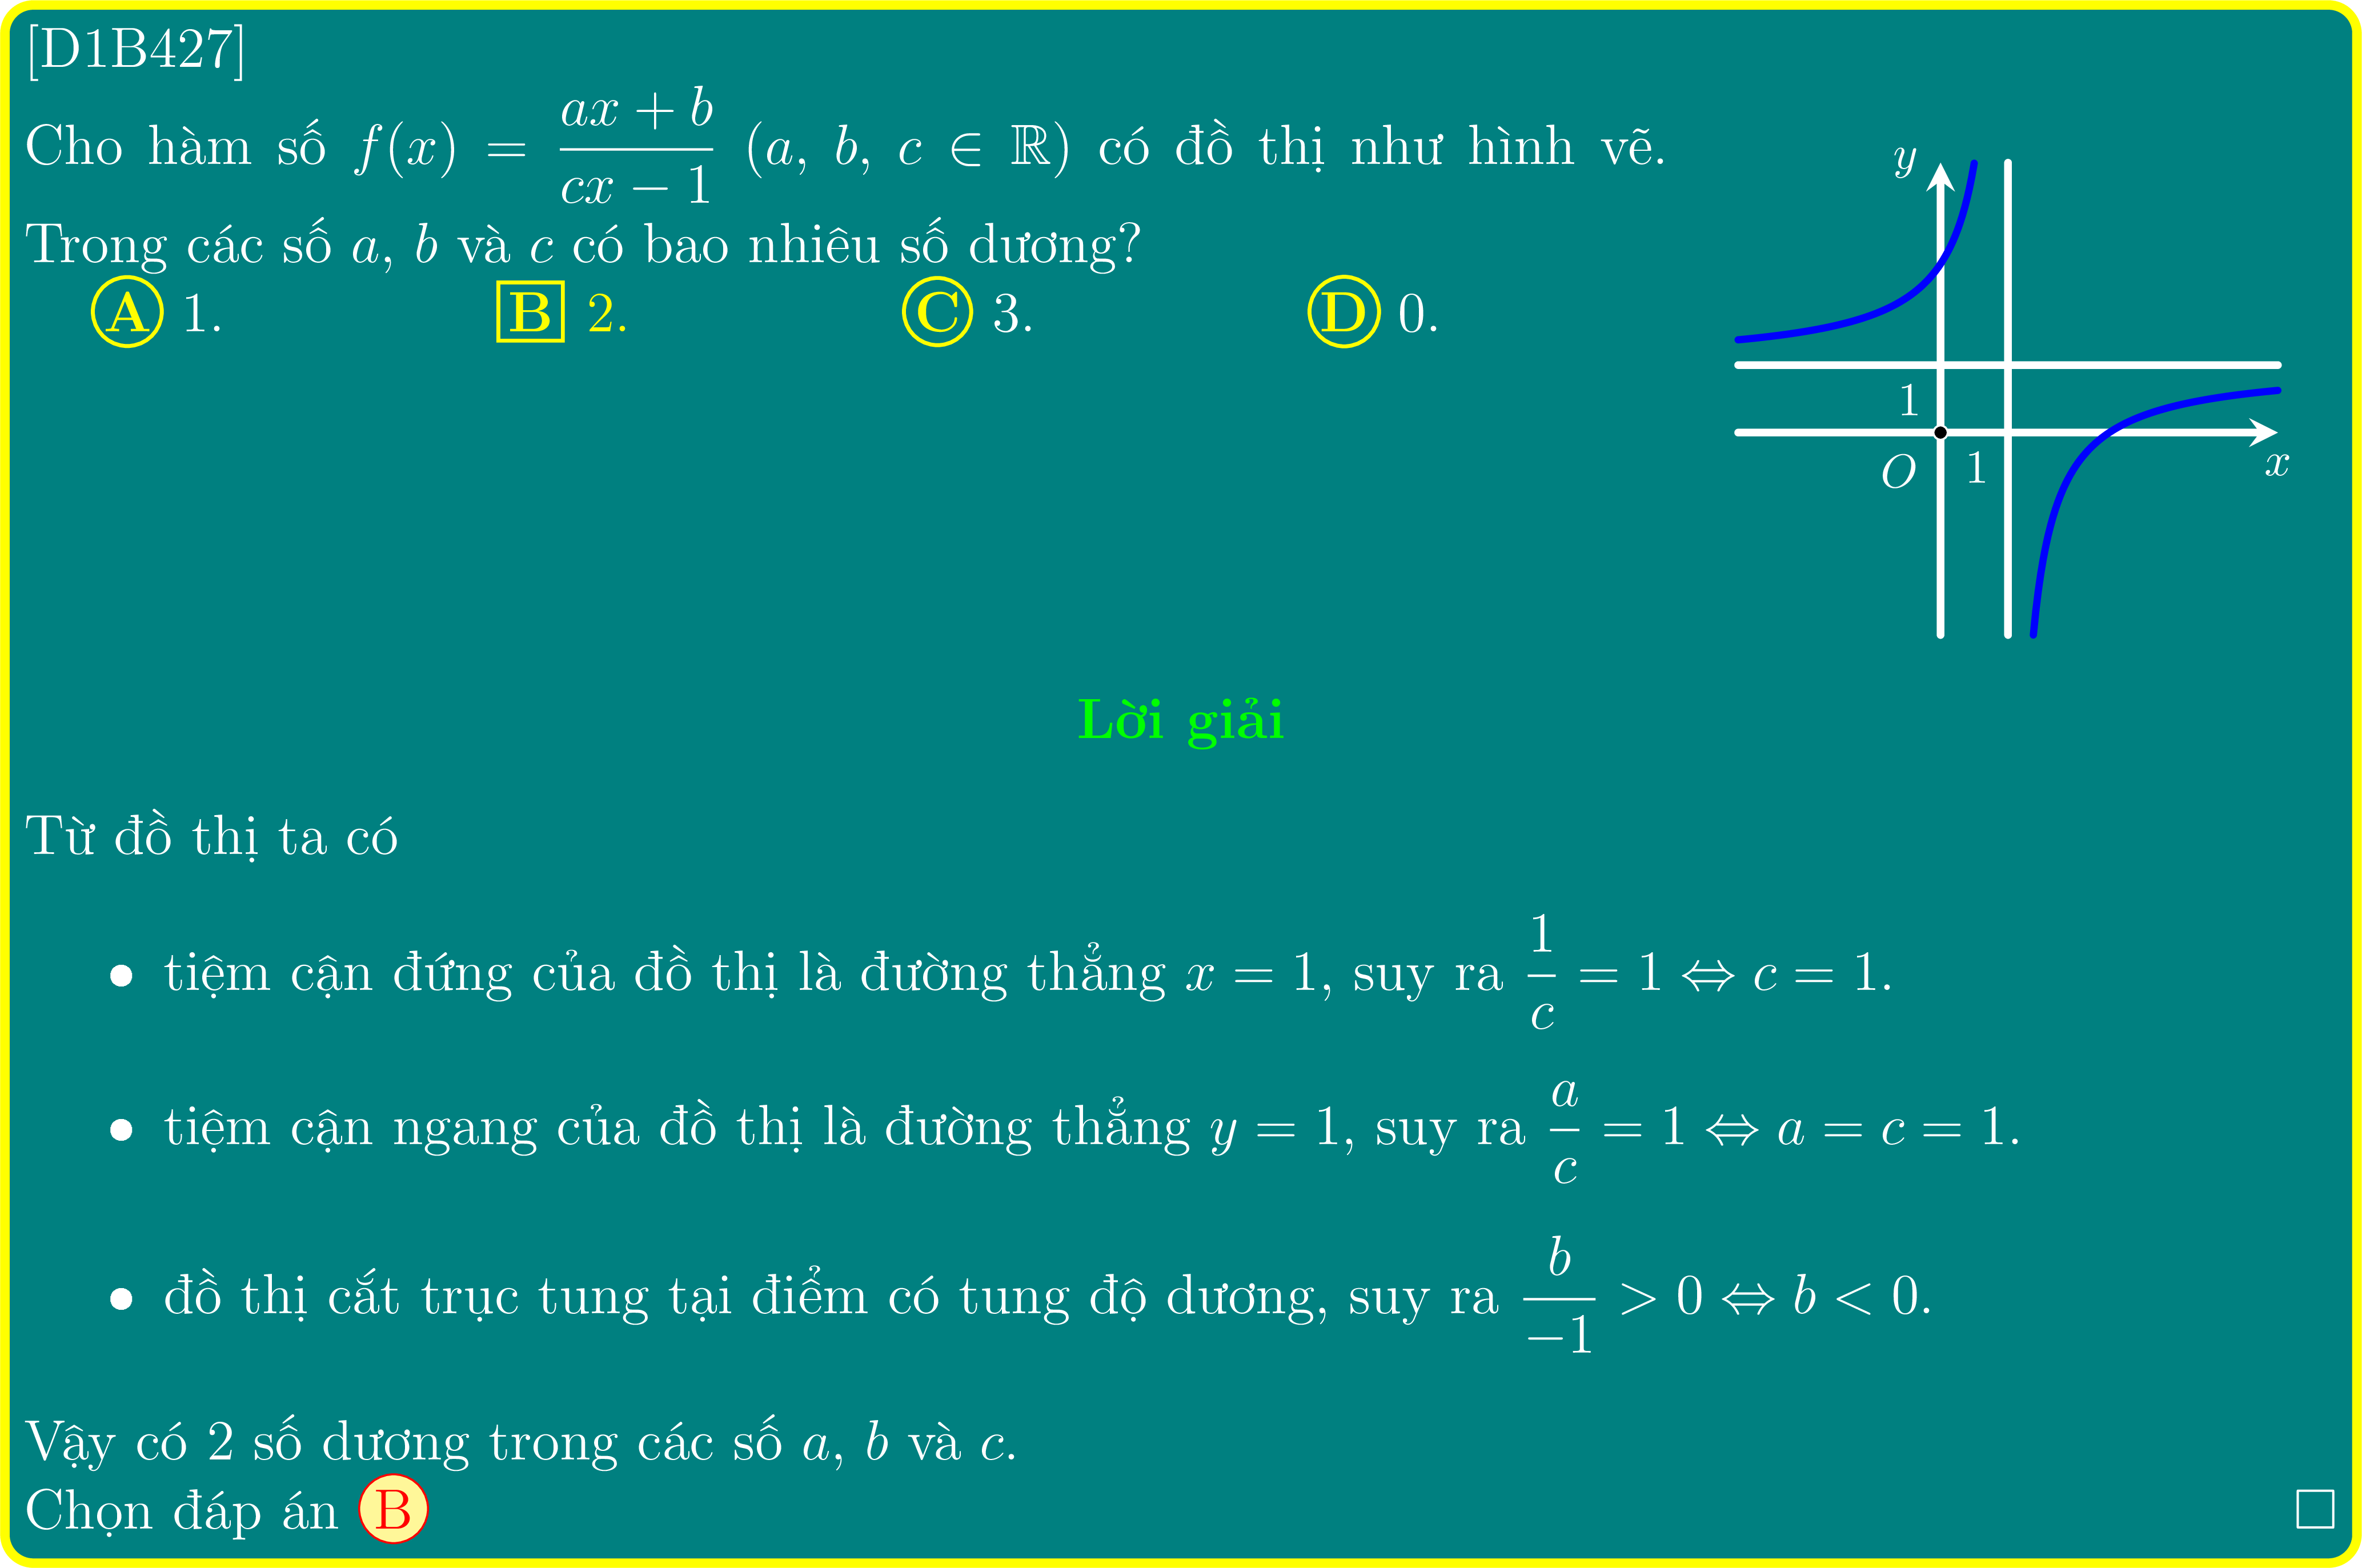 [D1B427]
Cho hàm số f(x) = \frac{ax + b}{cx − 1} (a, b, c ∈ ℝ) có đồ thị như hình vẽ.
Trong các số a, b và c có bao nhiêu số dương?
A 1. B 2. C 3. D 0.
y
1
O 1 x
Lời giải
Từ đồ thị ta có
• tiệm cận đứng của đồ thị là đường thẳng x = 1, suy ra \frac{1}{c} = 1 ⇔ c = 1.
• tiệm cận ngang của đồ thị là đường thẳng y = 1, suy ra \frac{a}{c} = 1 ⇔ a = c = 1.
• đồ thị cắt trục tung tại điểm có tung độ dương, suy ra \frac{b}{−1} > 0 ⇔ b < 0.
Vậy có 2 số dương trong các số a, b và c.
Chọn đáp án B □